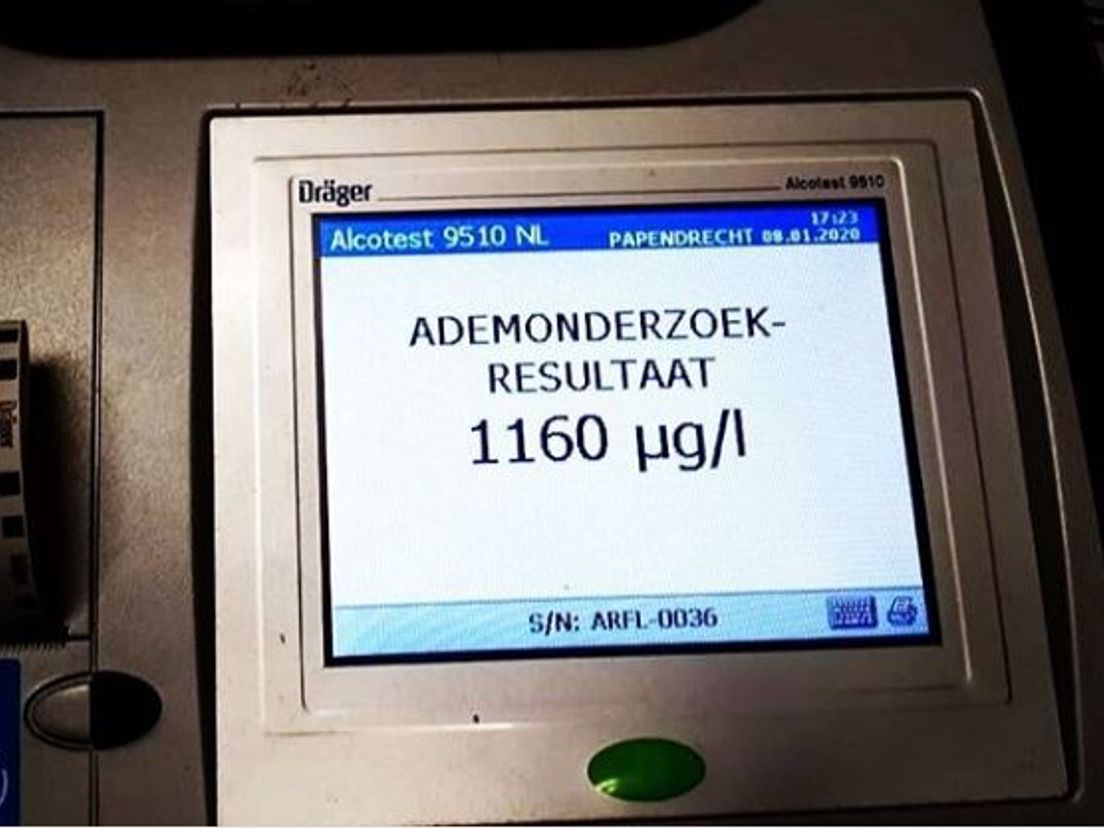 Dräger
Alcotest 9510
Alcotest 9510 NL
17:23
PAPENDRECHT 08.01.2020
ADEMONDERZOEK-
RESULTAAT
1160 µg/l
S/N: ARFL-0036